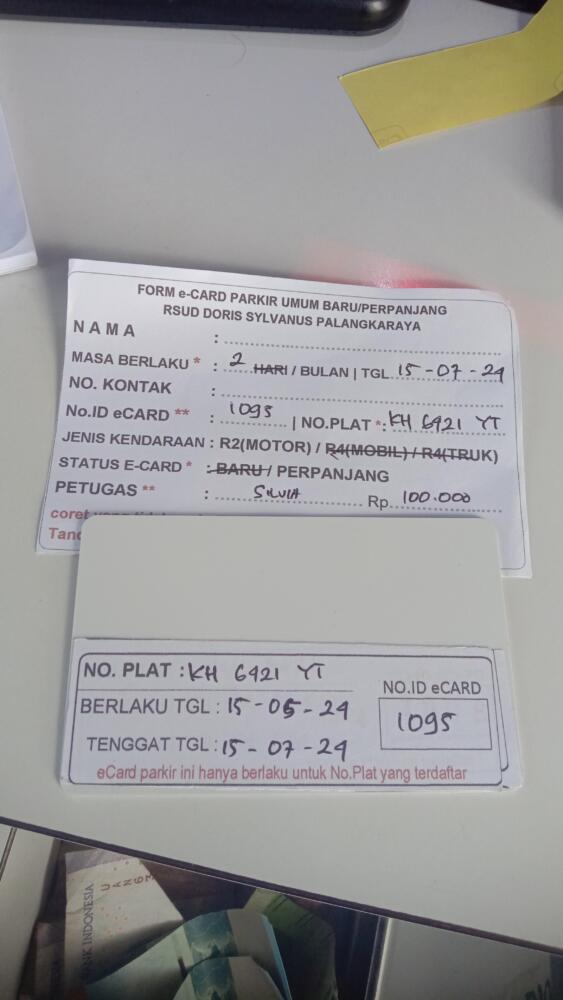 FORM e-CARD PARKIR UMUM BARU/PERPANJANG
RSUD DORIS SYLVANUS PALANGKARAYA
NAMA :
MASA BERLAKU * : 2 HARI / BULAN | TGL. 15-07-24
NO. KONTAK :
No.ID eCARD ** : 1095 | NO.PLAT *: KH 6921 YT
JENIS KENDARAAN : R2(MOTOR) / R4(MOBIL) / R4(TRUK)
STATUS E-CARD * : BARU / PERPANJANG
PETUGAS ** : SILVIA Rp. 100.000
coret
NO. PLAT : KH 6921 YT
BERLAKU TGL : 15-05-24
TENGGAT TGL : 15-07-24
NO.ID eCARD
1095
eCard parkir ini hanya berlaku untuk No.Plat yang terdaftar
BANK INDONESIA